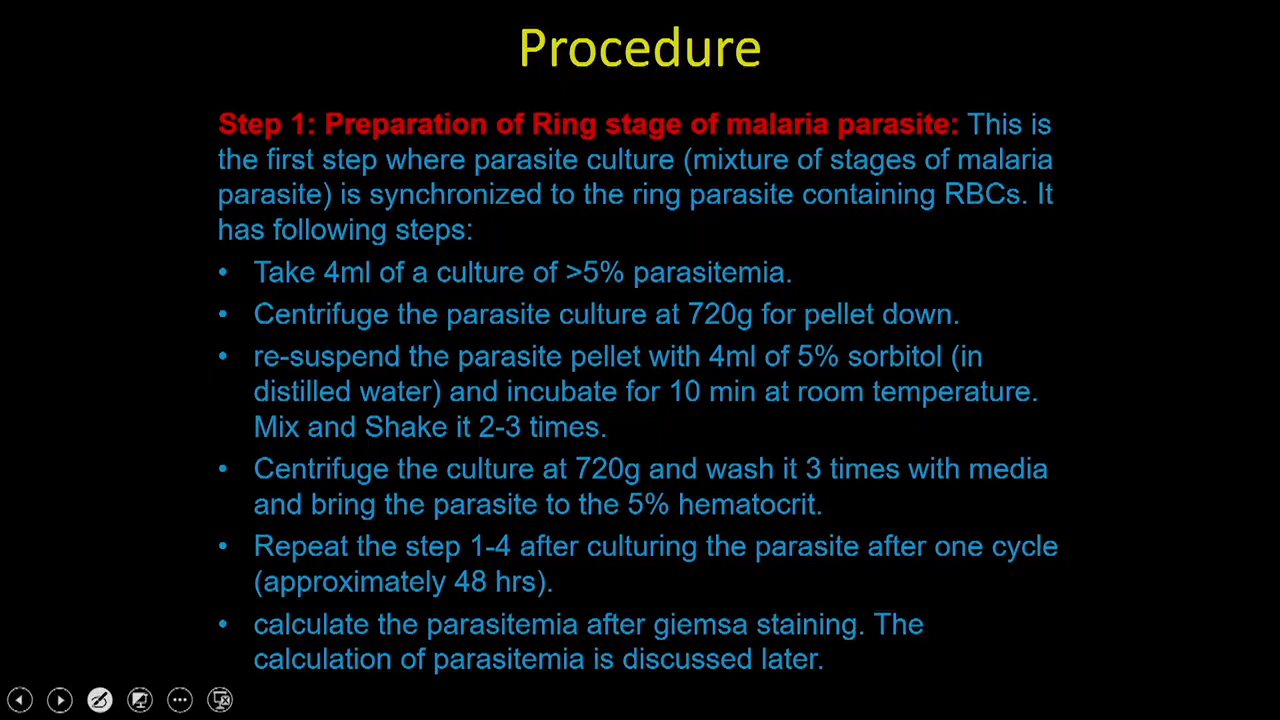 Procedure
Step 1: Preparation of Ring stage of malaria parasite: This is
the first step where parasite culture (mixture of stages of malaria
parasite) is synchronized to the ring parasite containing RBCs. It
has following steps:
• Take 4ml of a culture of >5% parasitemia.
• Centrifuge the parasite culture at 720g for pellet down.
• re-suspend the parasite pellet with 4ml of 5% sorbitol (in
distilled water) and incubate for 10 min at room temperature.
Mix and Shake it 2-3 times.
• Centrifuge the culture at 720g and wash it 3 times with media
and bring the parasite to the 5% hematocrit.
• Repeat the step 1-4 after culturing the parasite after one cycle
(approximately 48 hrs).
• calculate the parasitemia after giemsa staining. The
calculation of parasitemia is discussed later.